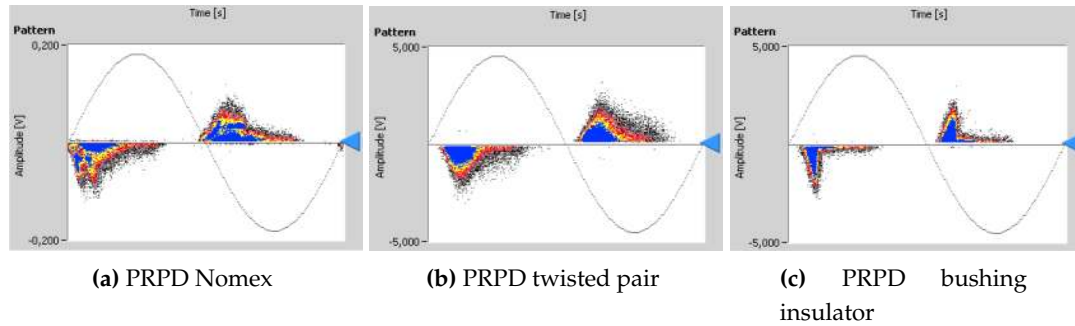 Time [s]
Pattern
0,200
Amplitude [V]
-0,200
(a) PRPD Nomex
Time [s]
Pattern
5,000
Amplitude [V]
-5,000
(b) PRPD twisted pair
Time [s]
Pattern
5,000
Amplitude [V]
-5,000
(c) PRPD bushing
insulator